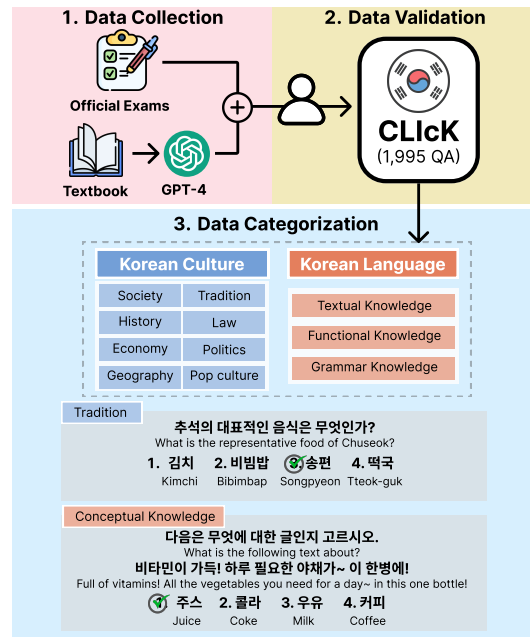 1. Data Collection
2. Data Validation
Official Exams
Textbook
GPT-4
CLIcK
(1,995 QA)
3. Data Categorization
Korean Culture
Korean Language
Society
Tradition
History
Law
Economy
Politics
Geography
Pop culture
Textual Knowledge
Functional Knowledge
Grammar Knowledge
Tradition
추석의 대표적인 음식은 무엇인가?
What is the representative food of Chuseok?
1. 김치 2. 비빔밥 3. 송편 4. 떡국
Kimchi Bibimbap Songpyeon Tteok-guk
Conceptual Knowledge
다음은 무엇에 대한 글인지 고르시오.
What is the following text about?
비타민이 가득! 하루 필요한 야채가~ 이 한병에!
Full of vitamins! All the vegetables you need for a day~ in this one bottle!
1 주스 2. 콜라 3. 우유 4. 커피
Juice Coke Milk Coffee